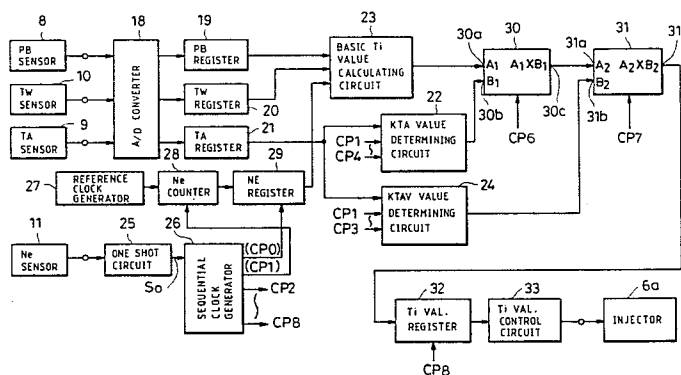 8
PB SENSOR
10
TW SENSOR
9
TA SENSOR
18
A/D CONVERTER
19
PB REGISTER
TW REGISTER
20
21
TA REGISTER
23
BASIC Ti VALUE CALCULATING CIRCUIT
30a
30
A1 A1XB1
B1
30b
30c
CP6
31a
31
31
A2 A2XB2
B2
31b
CP7
22
KTA VALUE DETERMINING CIRCUIT
CP1
CP4
24
KTAV VALUE DETERMINING CIRCUIT
CP1
CP3
27
REFERENCE CLOCK GENERATOR
28
Ne COUNTER
29
NE REGISTER
11
Ne SENSOR
25
ONE SHOT CIRCUIT
So
26
SEQUENTIAL CLOCK GENERATOR
(CP0)
(CP1)
CP2
CP8
32
Ti VAL. REGISTER
CP8
33
Ti VAL. CONTROL CIRCUIT
6a
INJECTOR